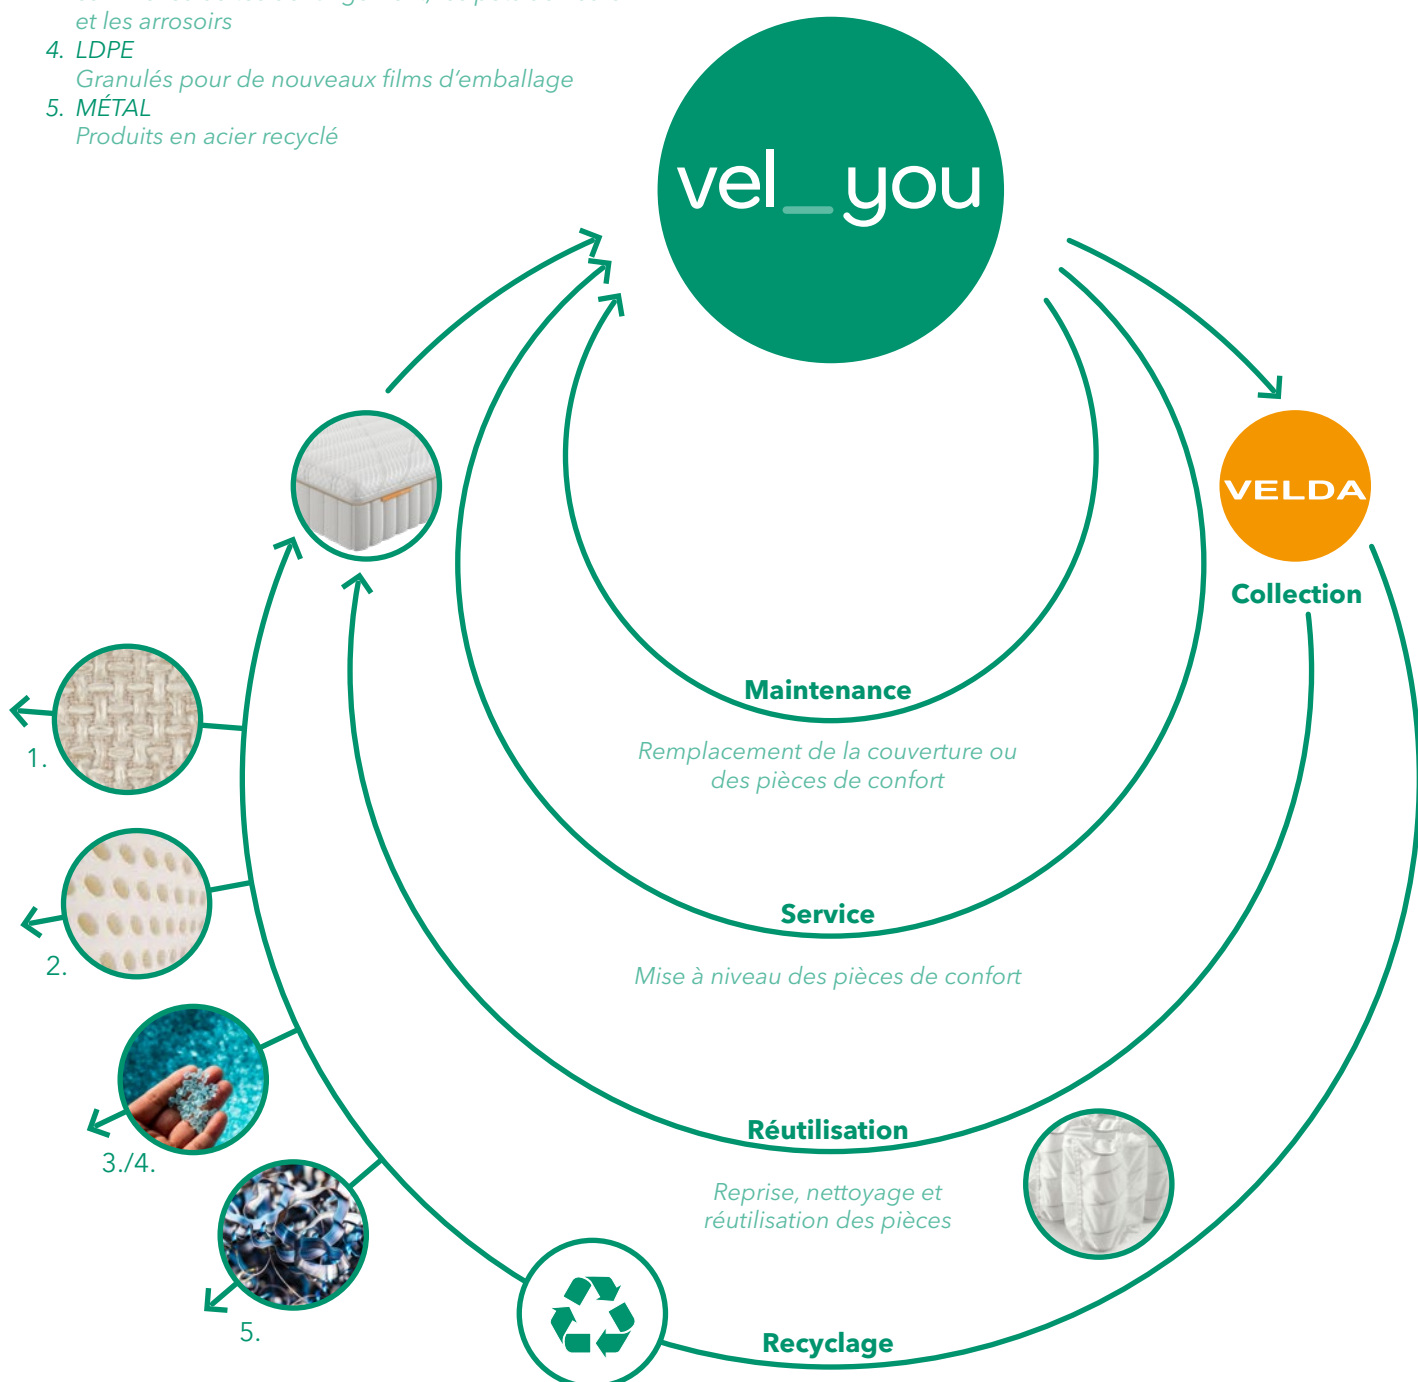 et les arrosoirs
4. LDPE
Granulés pour de nouveaux films d’emballage
5. MÉTAL
Produits en acier recyclé
vel_you
VELDA
Collection
Maintenance
Remplacement de la couverture ou
des pièces de confort
1.
Service
2.
Mise à niveau des pièces de confort
Réutilisation
3./4.
Reprise, nettoyage et
réutilisation des pièces
5.
Recyclage